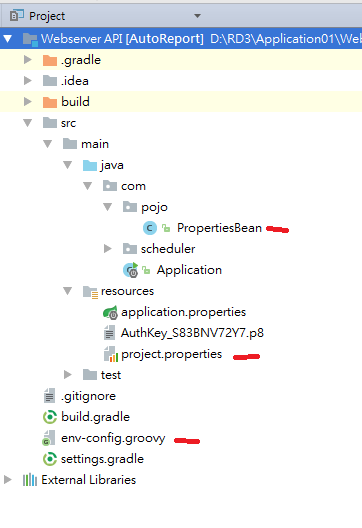 Project
Webserver API [AutoReport] D:\RD3\Application01\Web
.gradle
.idea
build
src
main
java
com
pojo
PropertiesBean
scheduler
Application
resources
application.properties
AuthKey_S83BNV72Y7.p8
project.properties
test
.gitignore
build.gradle
env-config.groovy
settings.gradle
External Libraries